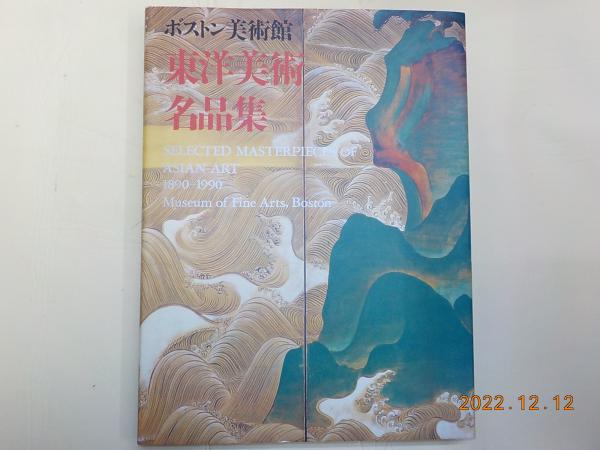 ボストン美術館
東洋美術
名品集
SELECTED MASTERPIECES OF
ASIAN ART
1890-1990
Museum of Fine Arts, Boston
2022.12.12